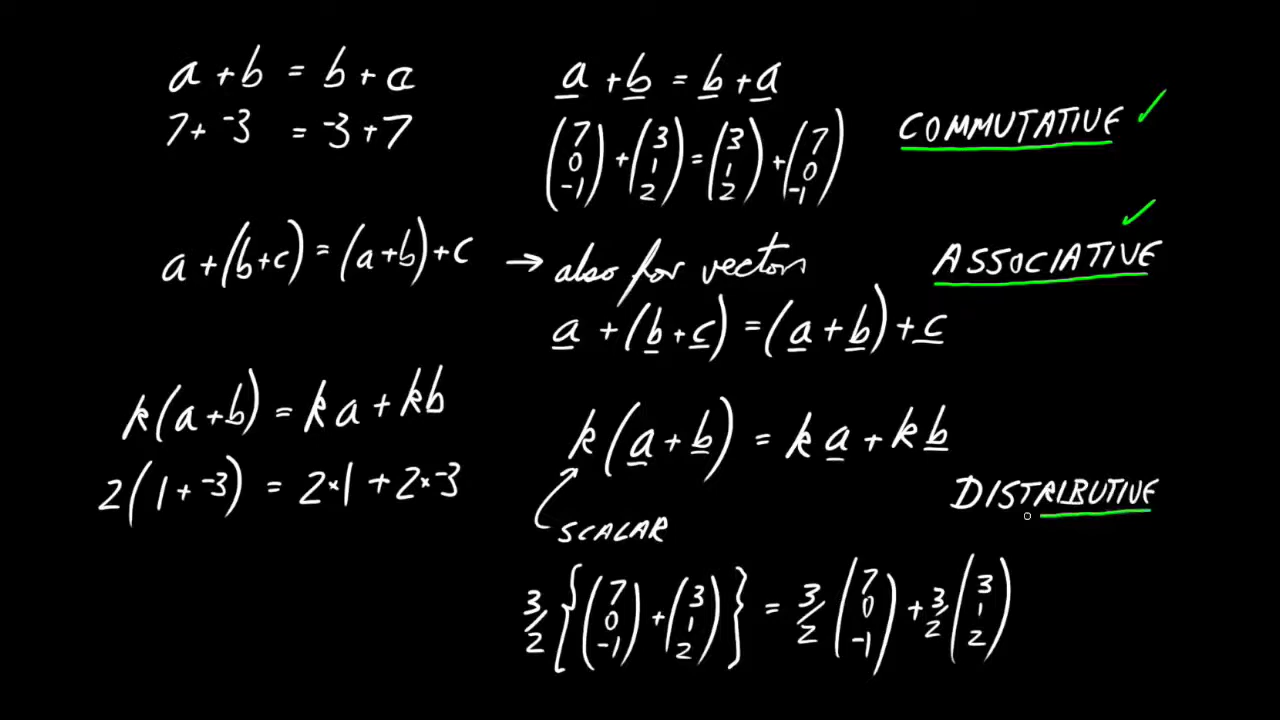 a + b = b + a
7 + -3 = -3 + 7
a + b = b + a
(7 0 -1) + (3 1 2) = (3 1 2) + (7 0 -1)
COMMUTATIVE ✓
a + (b + c) = (a + b) + c → also for vectors
ASSOCIATIVE ✓
a + (b + c) = (a + b) + c
k(a + b) = ka + kb
2(1 + -3) = 2×1 + 2×-3
k(a + b) = ka + kb
SCALAR
DISTRIBUTIVE
3/2 {(7 0 -1) + (3 1 2)} = 3/2 (7 0 -1) + 3/2 (3 1 2)